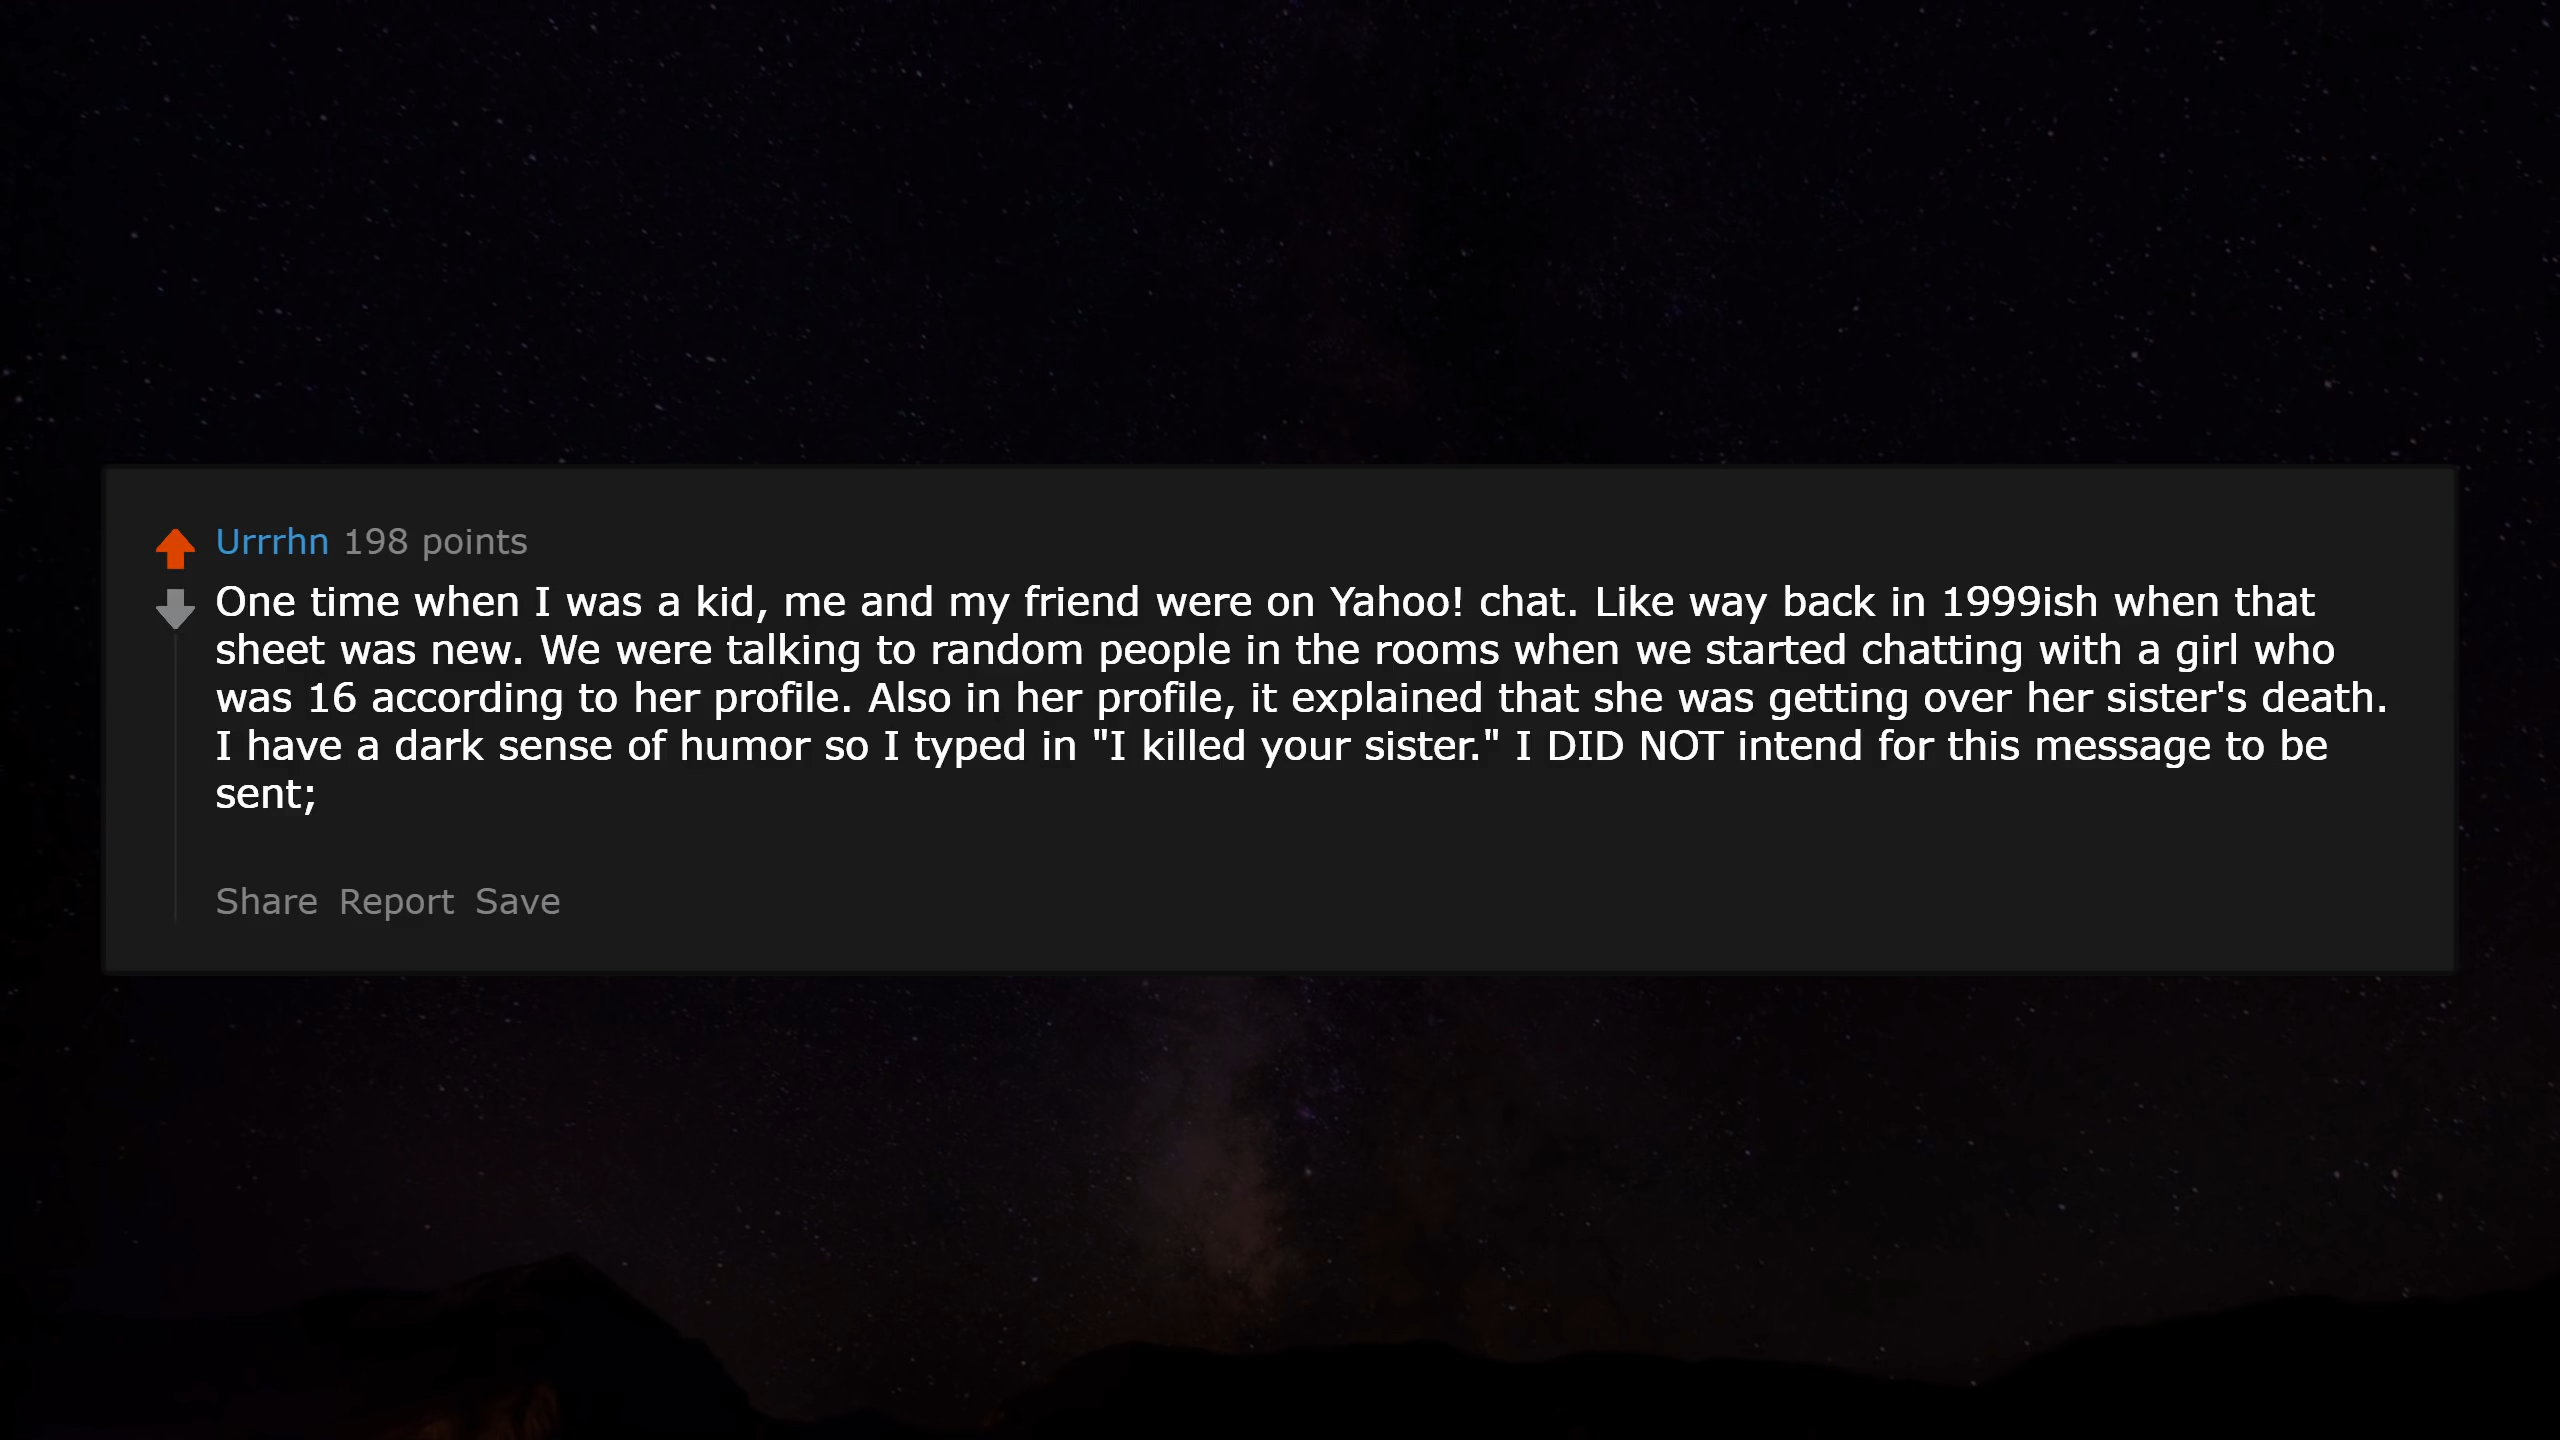 Urrrhn 198 points
One time when I was a kid, me and my friend were on Yahoo! chat. Like way back in 1999ish when that
sheet was new. We were talking to random people in the rooms when we started chatting with a girl who
was 16 according to her profile. Also in her profile, it explained that she was getting over her sister's death.
I have a dark sense of humor so I typed in "I killed your sister." I DID NOT intend for this message to be
sent;
Share Report Save